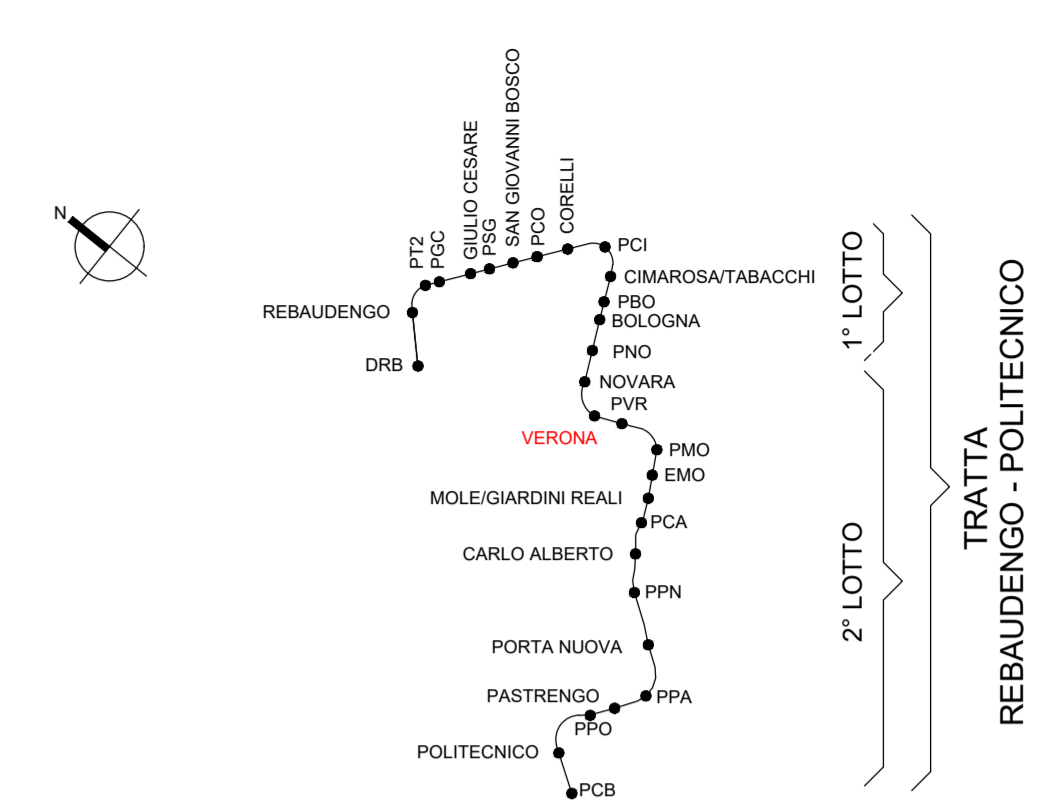 N
DRB
REBAUDENGO
PT2
PGC
GIULIO CESARE
PSG
SAN GIOVANNI BOSCO
PCO
CORELLI
PCI
CIMAROSA/TABACCHI
PBO
BOLOGNA
PNO
NOVARA
PVR
VERONA
PMO
EMO
MOLE/GIARDINI REALI
PCA
CARLO ALBERTO
PPN
PORTA NUOVA
PPA
PASTRENGO
PPO
POLITECNICO
PCB
1° LOTTO
2° LOTTO
TRATTA
REBAUDENGO - POLITECNICO